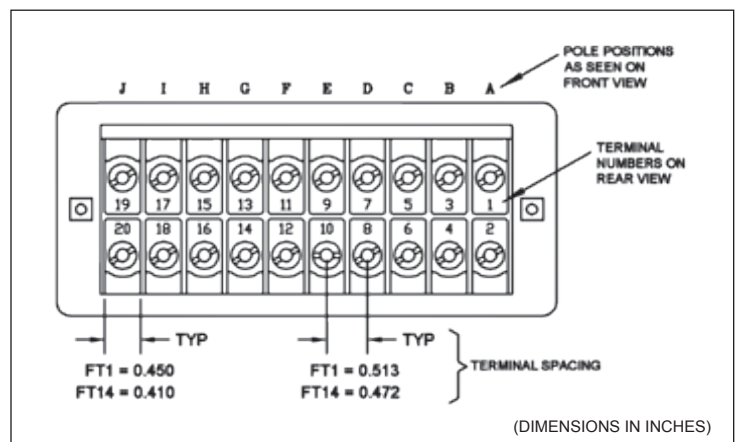 POLE POSITIONS
AS SEEN ON
FRONT VIEW
J I H G F E D C B A
TERMINAL
NUMBERS ON
REAR VIEW
19 17 15 13 11 9 7 5 3 1
20 18 16 14 12 10 8 6 4 2
TYP TYP
FT1 = 0.450 FT1 = 0.513
FT14 = 0.410 FT14 = 0.472
TERMINAL SPACING
(DIMENSIONS IN INCHES)